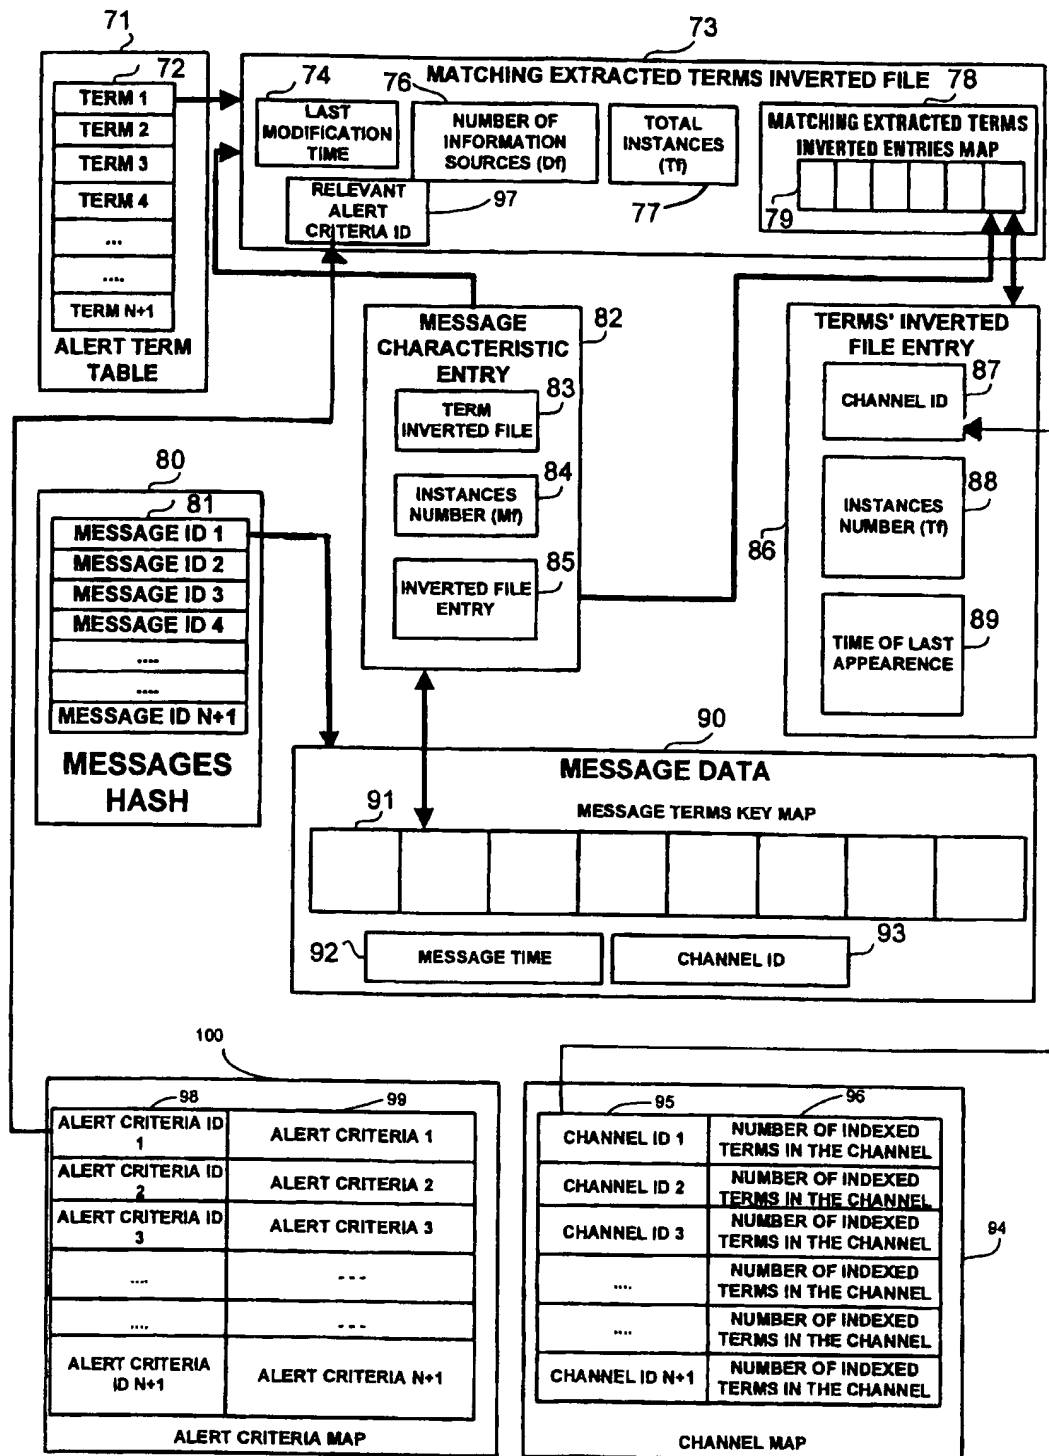 71
72
TERM 1
TERM 2
TERM 3
TERM 4
...
....
TERM N+1
ALERT TERM
TABLE
73
MATCHING EXTRACTED TERMS INVERTED FILE
74
LAST
MODIFICATION
TIME
76
NUMBER OF
INFORMATION
SOURCES (Df)
TOTAL
INSTANCES
(Tf)
77
78
MATCHING EXTRACTED TERMS
INVERTED ENTRIES MAP
79
RELEVANT
ALERT
CRITERIA ID
97
MESSAGE
CHARACTERISTIC
ENTRY
82
TERM
INVERTED FILE
83
INSTANCES
NUMBER (Mf)
84
INVERTED FILE
ENTRY
85
TERMS' INVERTED
FILE ENTRY
86
CHANNEL ID
87
INSTANCES
NUMBER (Tf)
88
TIME OF LAST
APPEARENCE
89
80
81
MESSAGE ID 1
MESSAGE ID 2
MESSAGE ID 3
MESSAGE ID 4
....
....
MESSAGE ID N+1
MESSAGES
HASH
90
MESSAGE DATA
MESSAGE TERMS KEY MAP
91
92
MESSAGE TIME
CHANNEL ID
93
100
98
99
ALERT CRITERIA ID
1
ALERT CRITERIA 1
ALERT CRITERIA ID
2
ALERT CRITERIA 2
ALERT CRITERIA ID
3
ALERT CRITERIA 3
....
- - -
....
- - -
ALERT CRITERIA
ID N+1
ALERT CRITERIA N+1
ALERT CRITERIA MAP
95
96
94
CHANNEL ID 1
NUMBER OF INDEXED
TERMS IN THE CHANNEL
CHANNEL ID 2
NUMBER OF INDEXED
TERMS IN THE CHANNEL
CHANNEL ID 3
NUMBER OF INDEXED
TERMS IN THE CHANNEL
....
NUMBER OF INDEXED
TERMS IN THE CHANNEL
....
NUMBER OF INDEXED
TERMS IN THE CHANNEL
CHANNEL ID N+1
NUMBER OF INDEXED
TERMS IN THE CHANNEL
CHANNEL MAP